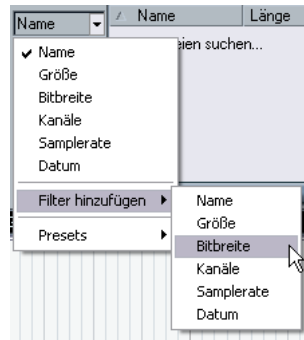 Name Name Länge
eien suchen...
Name
Größe
Bitbreite
Kanäle
Samplerate
Datum
Filter hinzufügen
Presets
Name
Größe
Bitbreite
Kanäle
Samplerate
Datum